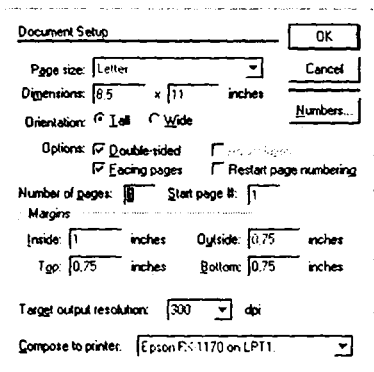 Document Setup
OK
Page size: Letter
Cancel
Dimensions: 8.5 x 11 inches
Numbers...
Orientation: Tall Wide
Options: Double-sided
Facing pages Restart page numbering
Number of pages: Start page #: 1
Margins
Inside: 1 inches Outside: 0.75 inches
Top: 0.75 inches Bottom: 0.75 inches
Target output resolution: 300 dpi
Compose to printer: Epson 1170 on LPT1.